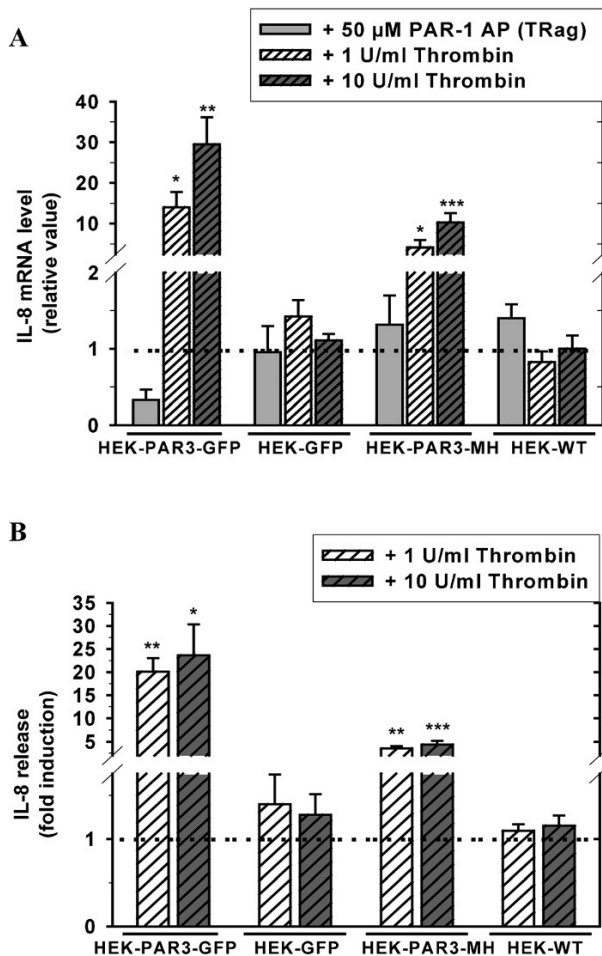 A
+ 50 µM PAR-1 AP (TRag)
+ 1 U/ml Thrombin
+ 10 U/ml Thrombin
IL-8 mRNA level
(relative value)
40
30
20
10
2
1
0
*
**
*
***
HEK-PAR3-GFP HEK-GFP HEK-PAR3-MH HEK-WT
B
+ 1 U/ml Thrombin
+ 10 U/ml Thrombin
IL-8 release
(fold induction)
35
30
25
20
15
10
5
1
0
**
*
**
***
HEK-PAR3-GFP HEK-GFP HEK-PAR3-MH HEK-WT